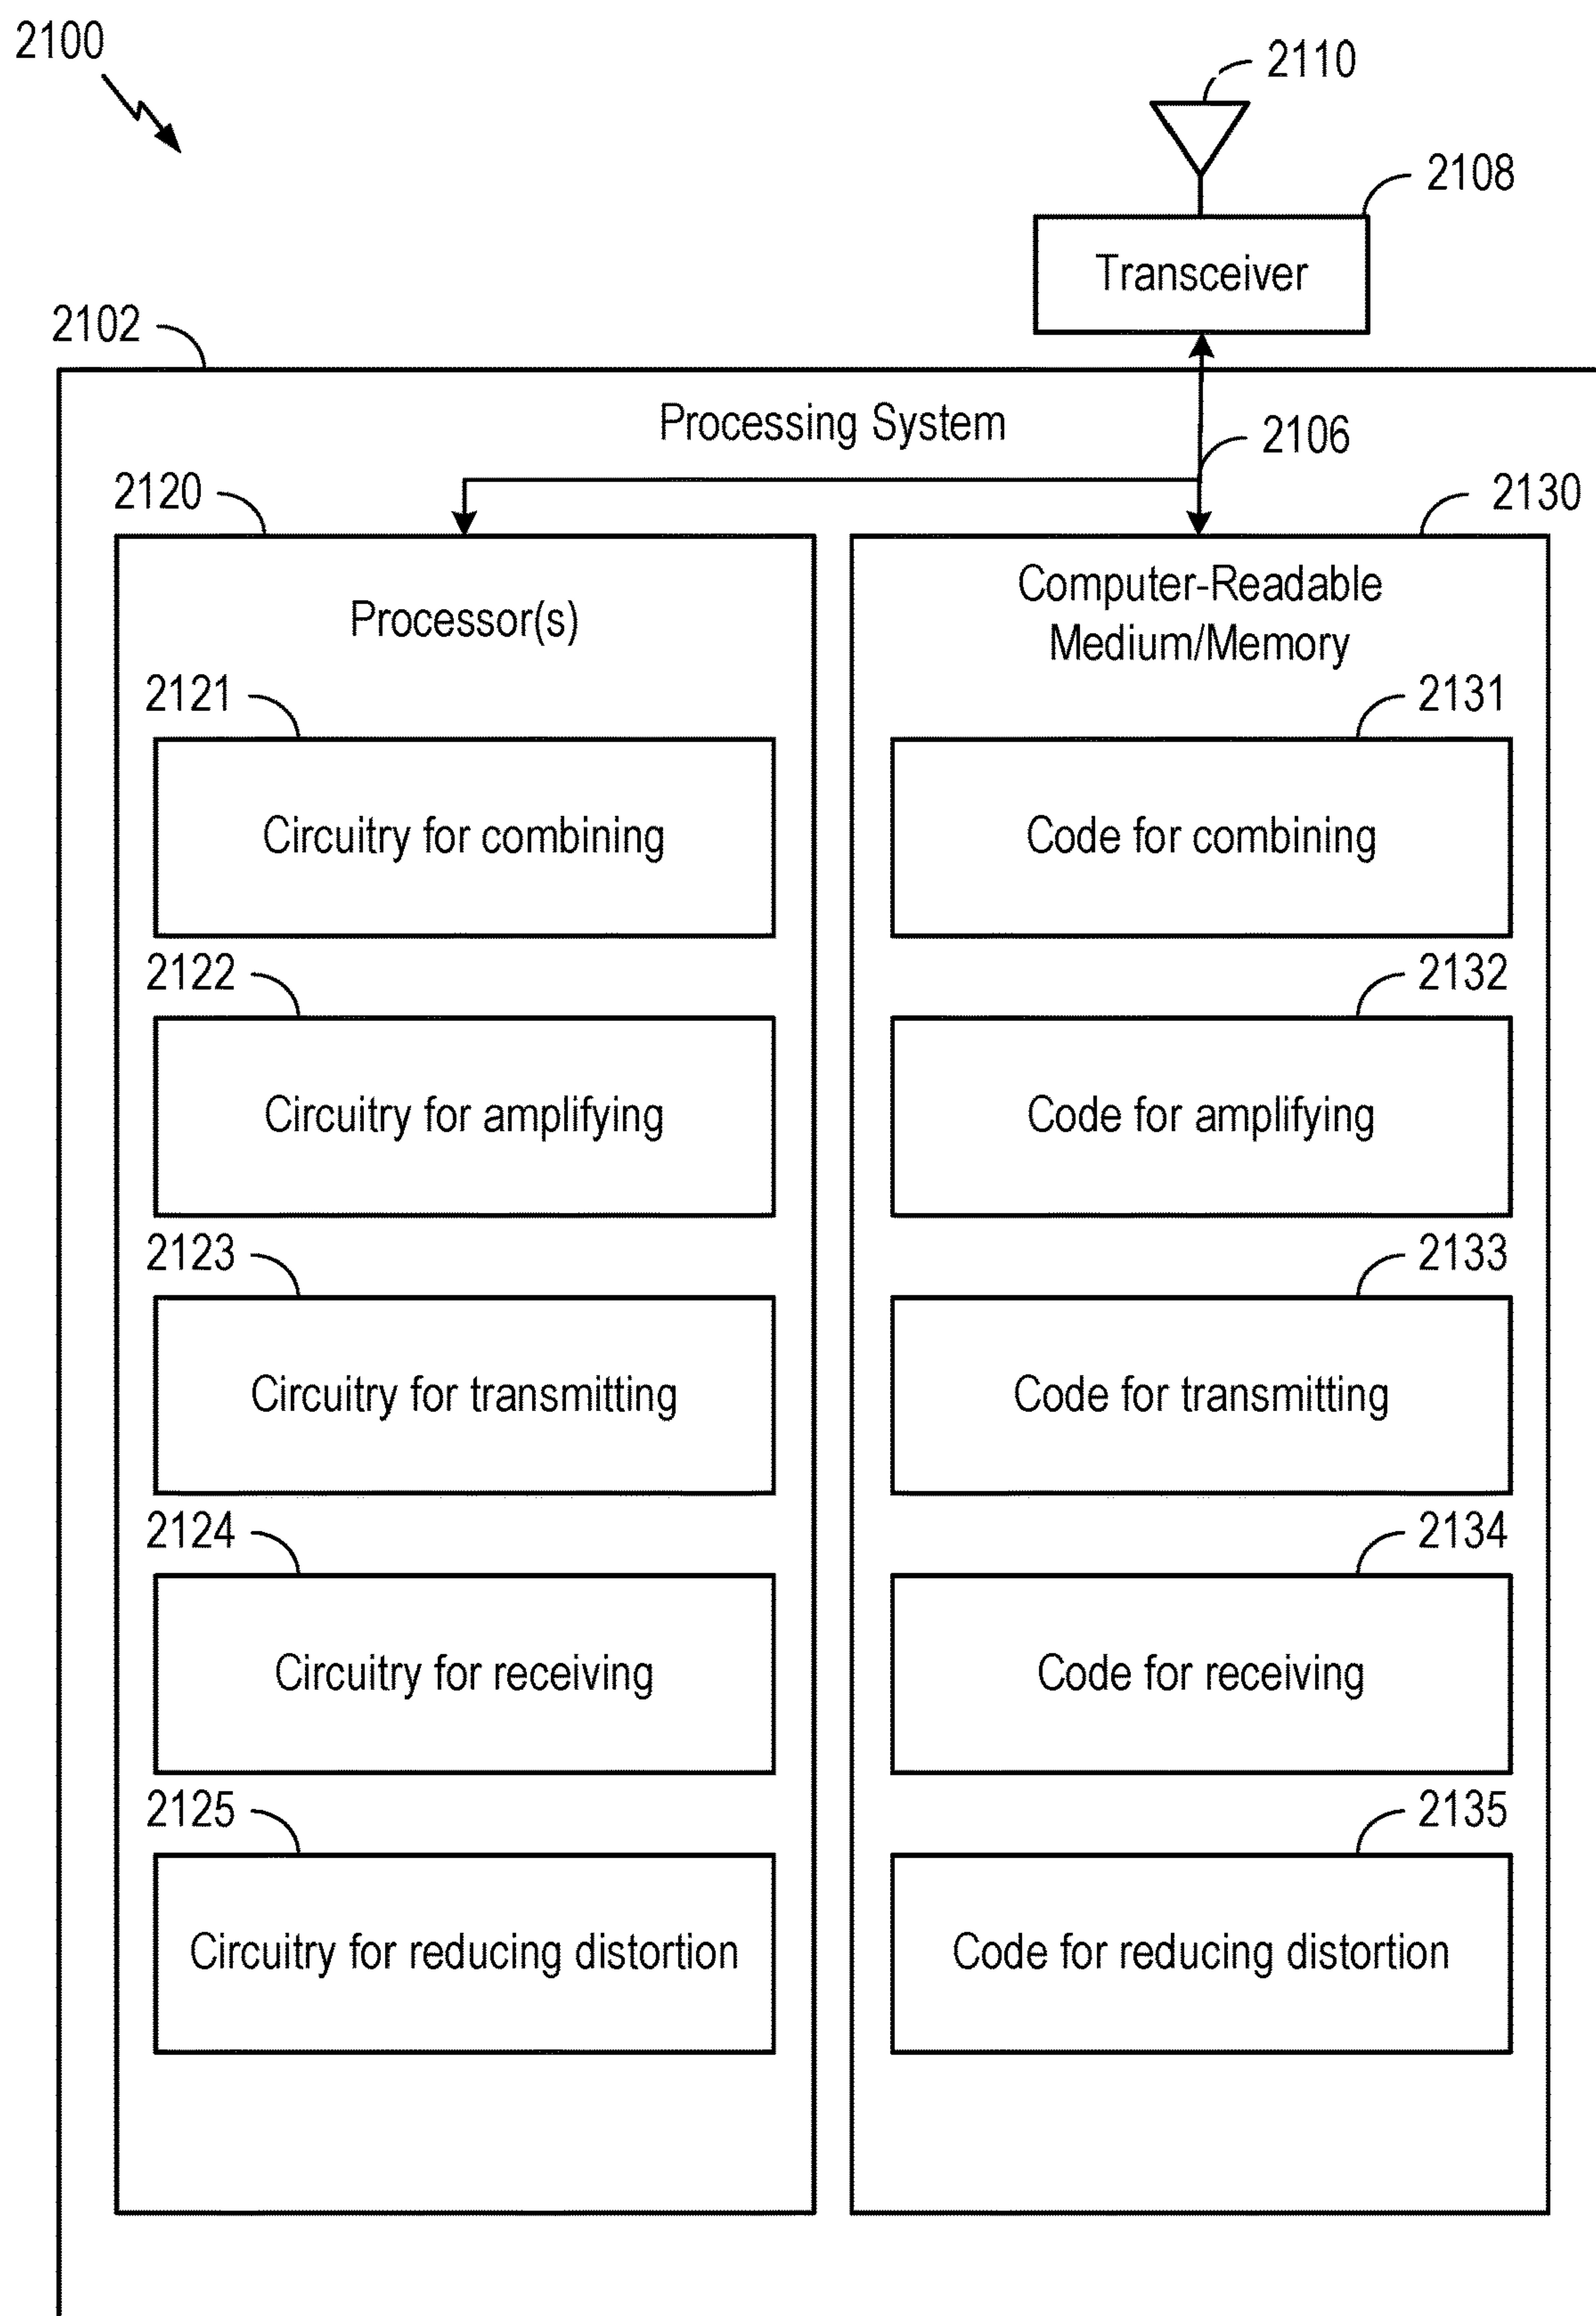 2100
2110
2108
Transceiver
2102
Processing System
2106
2120
2130
Processor(s)
Computer-Readable
Medium/Memory
2121
2131
Circuitry for combining
Code for combining
2122
2132
Circuitry for amplifying
Code for amplifying
2123
2133
Circuitry for transmitting
Code for transmitting
2124
2134
Circuitry for receiving
Code for receiving
2125
2135
Circuitry for reducing distortion
Code for reducing distortion